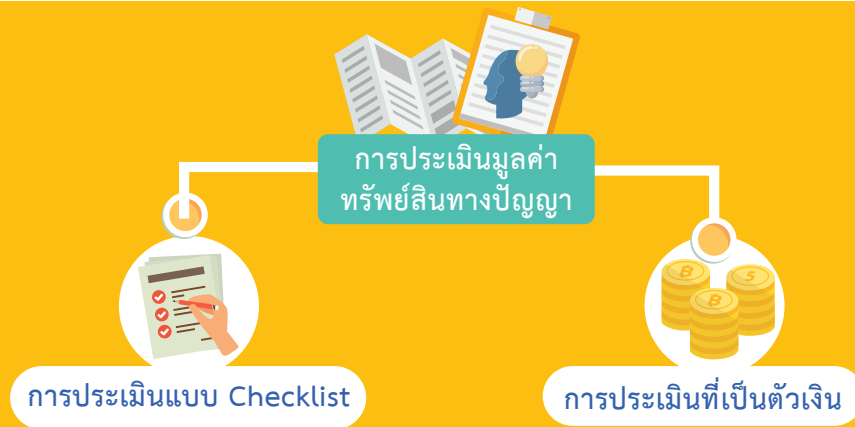 การประเมินมูลค่า
ทรัพย์สินทางปัญญา
฿
5
฿
การประเมินแบบ Checklist
การประเมินที่เป็นตัวเงิน